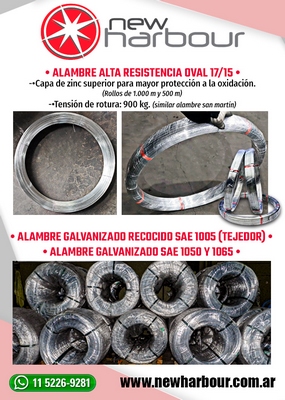 new
harbour
• ALAMBRE ALTA RESISTENCIA OVAL 17/15 •
→Capa de zinc superior para mayor protección a la oxidación.
(Rollos de 1.000 m y 500 m)
→Tensión de rotura: 900 kg. (similar alambre san martín)
• ALAMBRE GALVANIZADO RECOCIDO SAE 1005 (TEJEDOR) •
• ALAMBRE GALVANIZADO SAE 1050 Y 1065 •
11 5226-9281
www.newharbour.com.ar